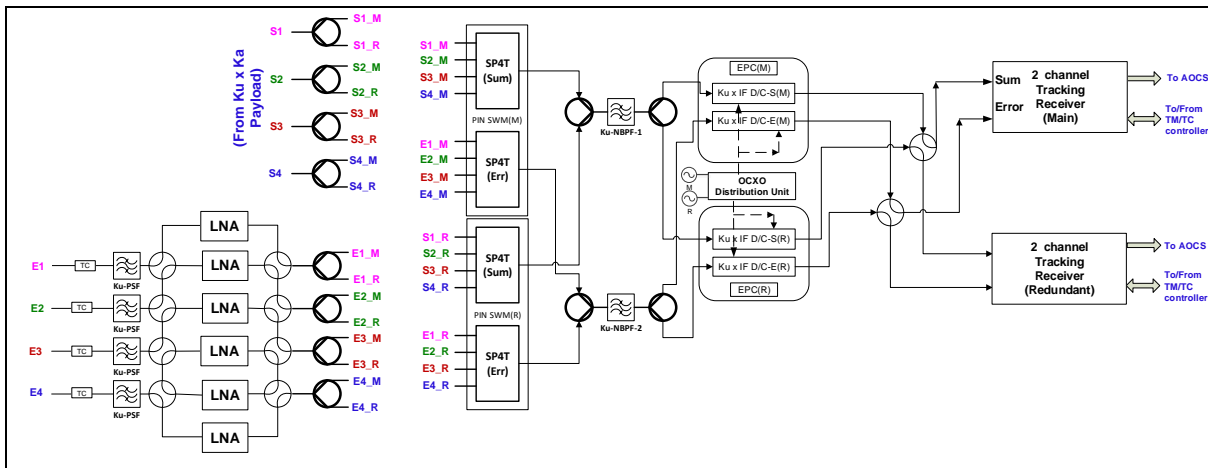 (From Ku x Ka
Payload)
S1
S1_M
S1_R
S2
S2_M
S2_R
S3
S3_M
S3_R
S4
S4_M
S4_R
E1
TC
Ku-PSF
E2
TC
Ku-PSF
E3
TC
Ku-PSF
E4
TC
Ku-PSF
LNA
LNA
LNA
LNA
LNA
E1_M
E1_R
E2_M
E2_R
E3_M
E3_R
E4_M
E4_R
S1_M
S2_M
S3_M
S4_M
SP4T
(Sum)
PIN SWM(M)
E1_M
E2_M
E3_M
E4_M
SP4T
(Err)
S1_R
S2_R
S3_R
S4_R
SP4T
(Sum)
PIN SWM(R)
E1_R
E2_R
E3_R
E4_R
SP4T
(Err)
Ku-NBPF-1
Ku-NBPF-2
EPC(M)
Ku x IF D/C-S(M)
Ku x IF D/C-E(M)
M
R
OCXO
Distribution Unit
Ku x IF D/C-S(R)
Ku x IF D/C-E(R)
EPC(R)
Sum
Error
2 channel
Tracking
Receiver
(Main)
To AOCS
To/From
TM/TC
controller
2 channel
Tracking
Receiver
(Redundant)
To AOCS
To/From
TM/TC
controller